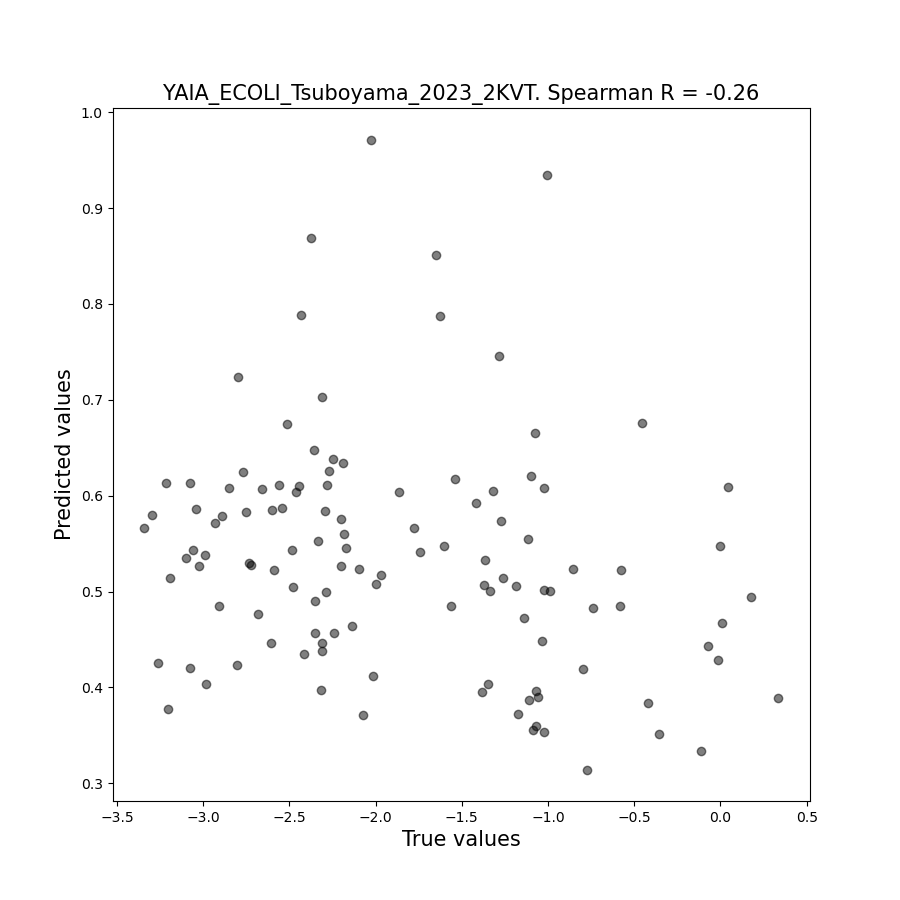 YAIA_ECOLI_Tsuboyama_2023_2KVT. Spearman R = -0.26
1.0
0.9
0.8
0.7
0.6
0.5
0.4
0.3
Predicted values
−3.5 −3.0 −2.5 −2.0 −1.5 −1.0 −0.5 0.0 0.5
True values